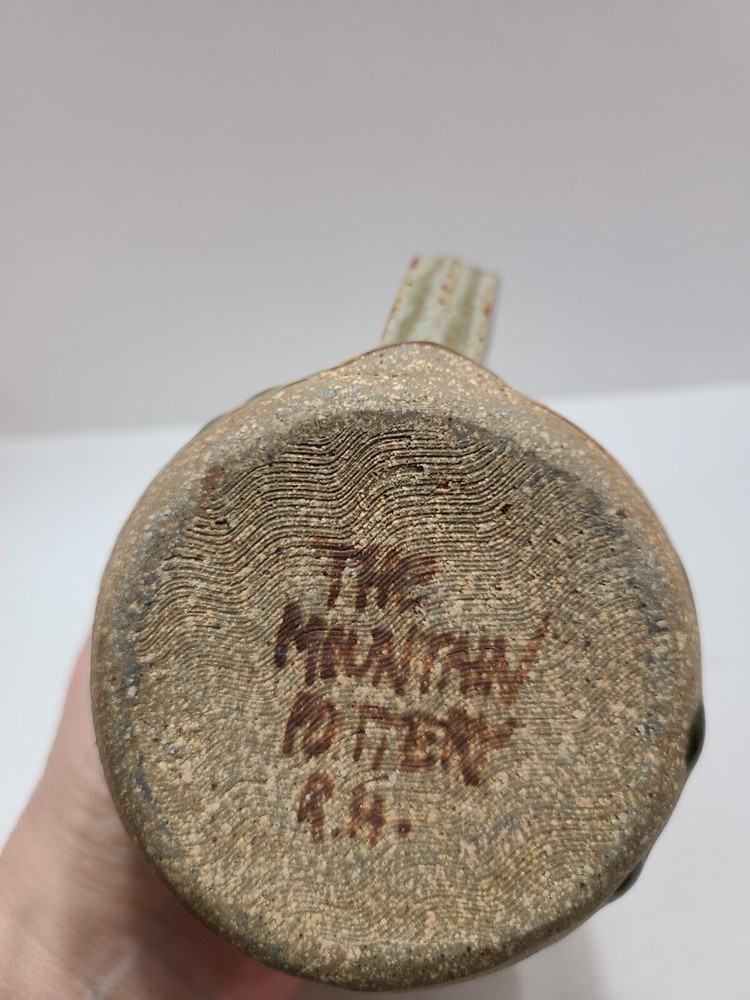 THE
MOUNTAIN
POTTERY
R.H.